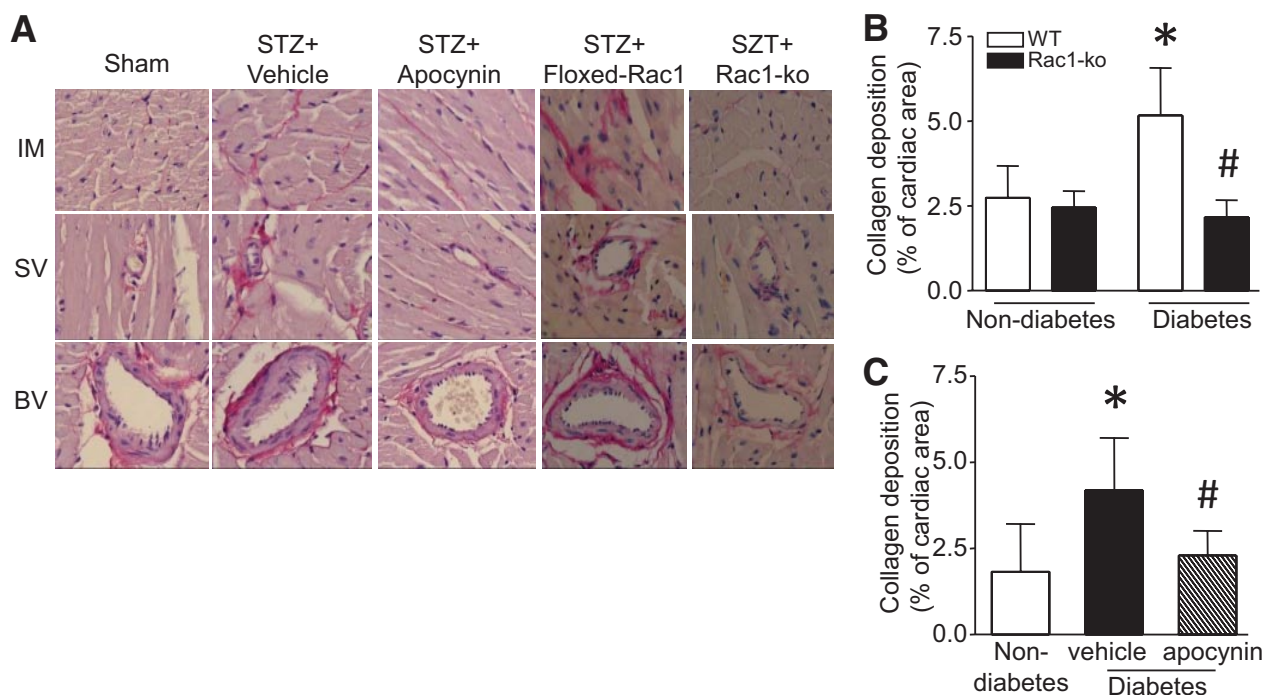 A
Sham
STZ+
Vehicle
STZ+
Apocynin
STZ+
Floxed-Rac1
SZT+
Rac1-ko
IM
SV
BV
B
Collagen deposition
(% of cardiac area)
7.5
5.0
2.5
0.0
WT
Rac1-ko
*
#
Non-diabetes
Diabetes
C
Collagen deposition
(% of cardiac area)
7.5
5.0
2.5
0.0
*
#
Non-
diabetes
vehicle
apocynin
Diabetes